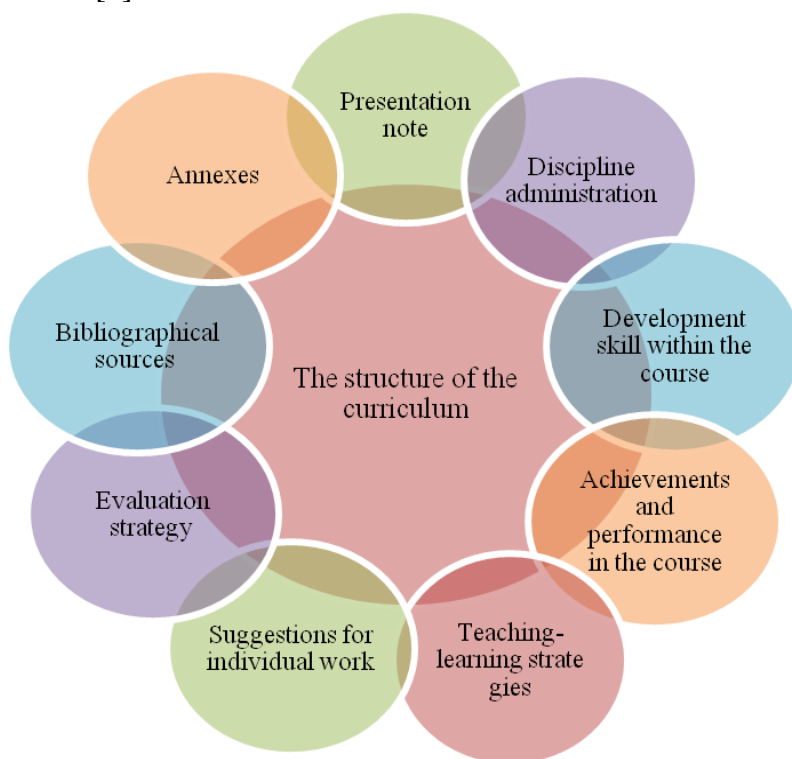 Presentation
note
Discipline
administration
Development
skill within the
course
Achievements
and
performance
in the course
Teaching-
learning strate
gies
Suggestions for
individual work
Evaluation
strategy
Bibliographical
sources
Annexes
The structure of the
curriculum